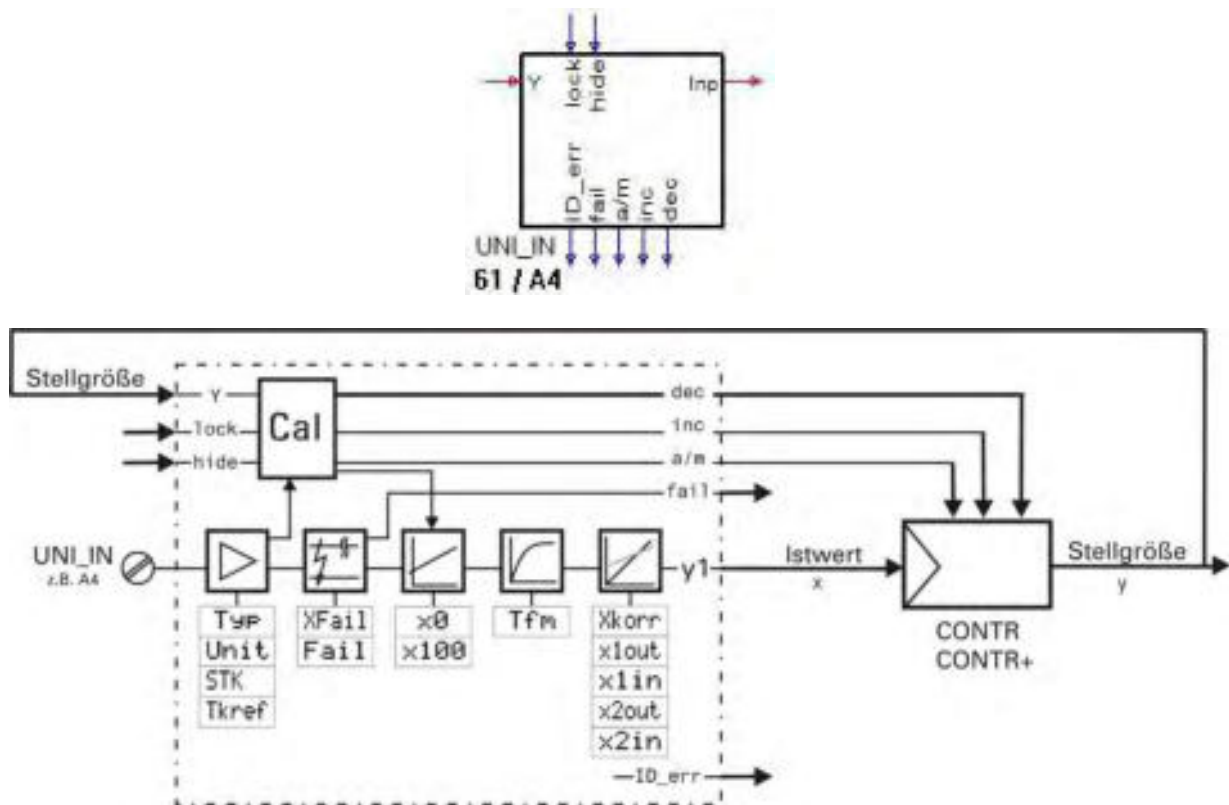 lock
hide
Y
Inp
ID_err
fail
a/m
inc
dec
UNI_IN
61 / A4
Stellgröße
Y
lock
hide
Cal
dec
inc
a/m
fail
UNI_IN
z.B. A4
y1
Istwert
x
Stellgröße
y
Typ
Unit
STK
Tkref
XFail
Fail
x0
x100
Tfm
Xkorr
x1out
x1in
x2out
x2in
CONTR
CONTR+
ID_err